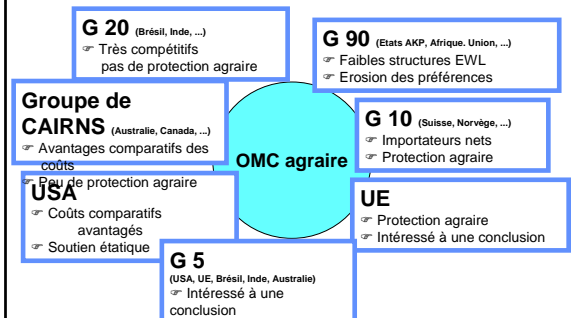 G 20 (Brésil, Inde, ...)
☞ Très compétitifs
pas de protection agraire
G 90 (Etats AKP, Afrique. Union, ...)
☞ Faibles structures EWL
☞ Erosion des préférences
Groupe de
CAIRNS (Australie, Canada, ...)
☞ Avantages comparatifs des
coûts
☞ Peu de protection agraire
G 10 (Suisse, Norvège, ...)
☞ Importateurs nets
☞ Protection agraire
OMC agraire
USA
☞ Coûts comparatifs
avantagés
☞ Soutien étatique
UE
☞ Protection agraire
☞ Intéressé à une conclusion
G 5
(USA, UE, Brésil, Inde, Australie)
☞ Intéressé à une
conclusion